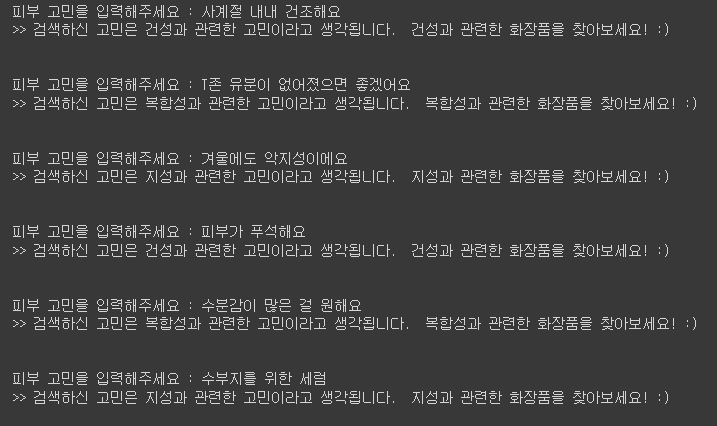 피부 고민을 입력해주세요 : 사계절 내내 건조해요
>> 검색하신 고민은 건성과 관련한 고민이라고 생각됩니다.  건성과 관련한 화장품을 찾아보세요! :)
피부 고민을 입력해주세요 : T존 유분이 없어졌으면 좋겠어요
>> 검색하신 고민은 복합성과 관련한 고민이라고 생각됩니다.  복합성과 관련한 화장품을 찾아보세요! :)
피부 고민을 입력해주세요 : 겨울에도 악지성이에요
>> 검색하신 고민은 지성과 관련한 고민이라고 생각됩니다.  지성과 관련한 화장품을 찾아보세요! :)
피부 고민을 입력해주세요 : 피부가 푸석해요
>> 검색하신 고민은 건성과 관련한 고민이라고 생각됩니다.  건성과 관련한 화장품을 찾아보세요! :)
피부 고민을 입력해주세요 : 수분감이 많은 걸 원해요
>> 검색하신 고민은 복합성과 관련한 고민이라고 생각됩니다.  복합성과 관련한 화장품을 찾아보세요! :)
피부 고민을 입력해주세요 : 수부지를 위한 세럼
>> 검색하신 고민은 지성과 관련한 고민이라고 생각됩니다.  지성과 관련한 화장품을 찾아보세요! :)